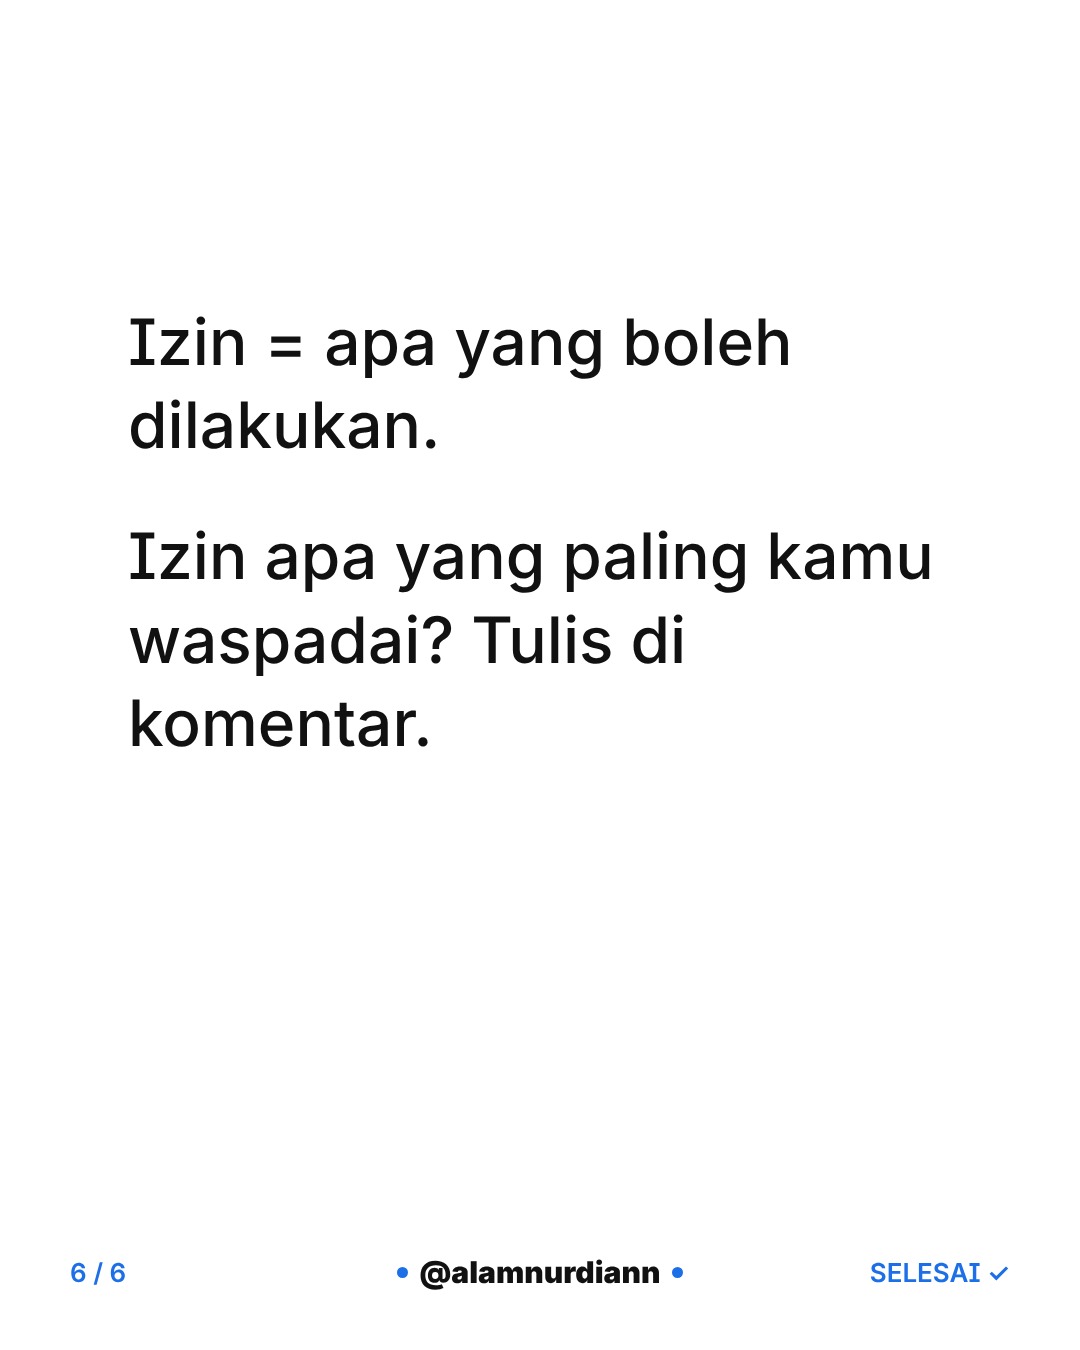 Izin = apa yang boleh
dilakukan.
Izin apa yang paling kamu
waspadai? Tulis di
komentar.
6 / 6
• @alamnurdiann •
SELESAI ✓